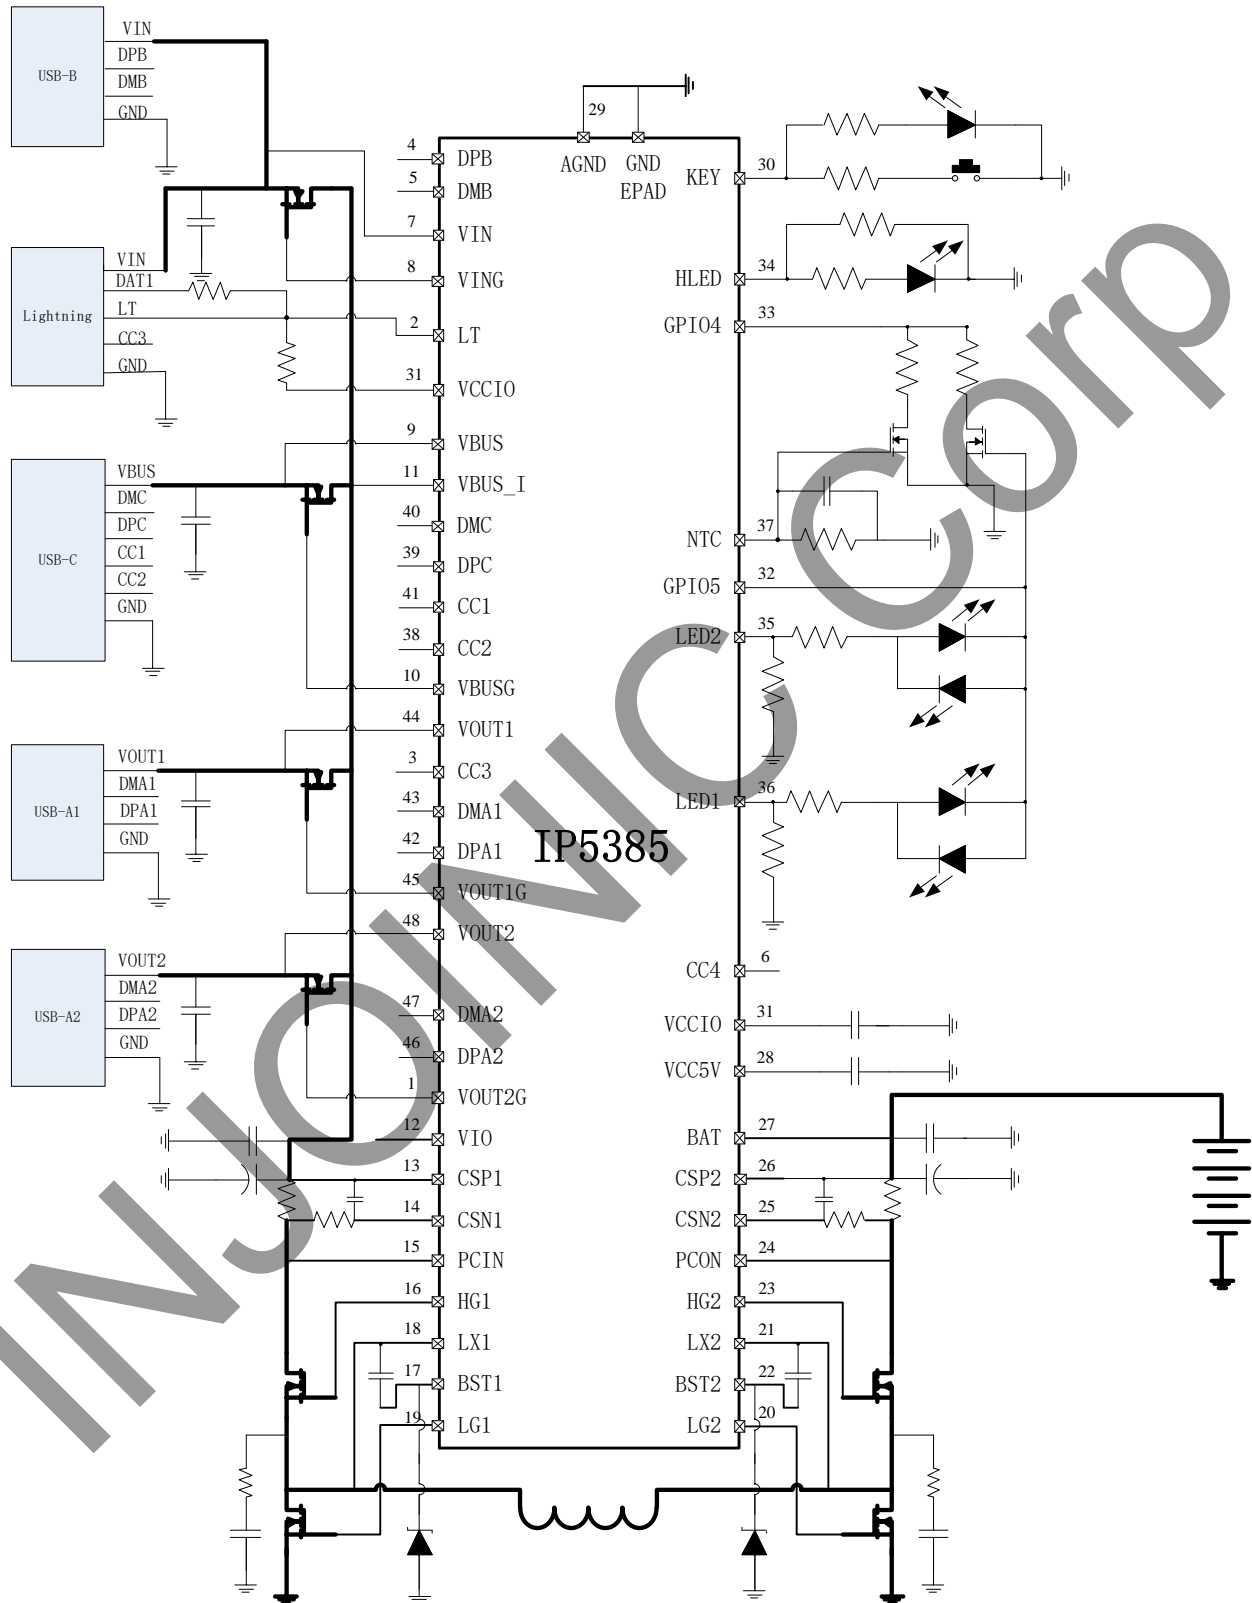 USB-B
VIN
DPB
DMB
GND
Lightning
VIN
DAT1
LT
CC3
GND
USB-C
VBUS
DMC
DPC
CC1
CC2
GND
USB-A1
VOUT1
DMA1
DPA1
GND
USB-A2
VOUT2
DMA2
DPA2
GND
29
AGND
GND
EPAD
4 DPB
5 DMB
7 VIN
8 VING
2 LT
31 VCCIO
9 VBUS
11 VBUS_I
40 DMC
39 DPC
41 CC1
38 CC2
10 VBUSG
44 VOUT1
3 CC3
43 DMA1
42 DPA1
45 VOUT1G
48 VOUT2
47 DMA2
46 DPA2
1 VOUT2G
12 VIO
13 CSP1
14 CSN1
15 PCIN
16 HG1
18 LX1
17 BST1
19 LG1
IP5385
KEY 30
HLED 34
GPIO4 33
NTC 37
GPIO5 32
LED2 35
LED1 36
CC4 6
VCCIO 31
VCC5V 28
BAT 27
CSP2 26
CSN2 25
PCON 24
HG2 23
LX2 21
BST2 22
LG2 20
INJOINIC Corp